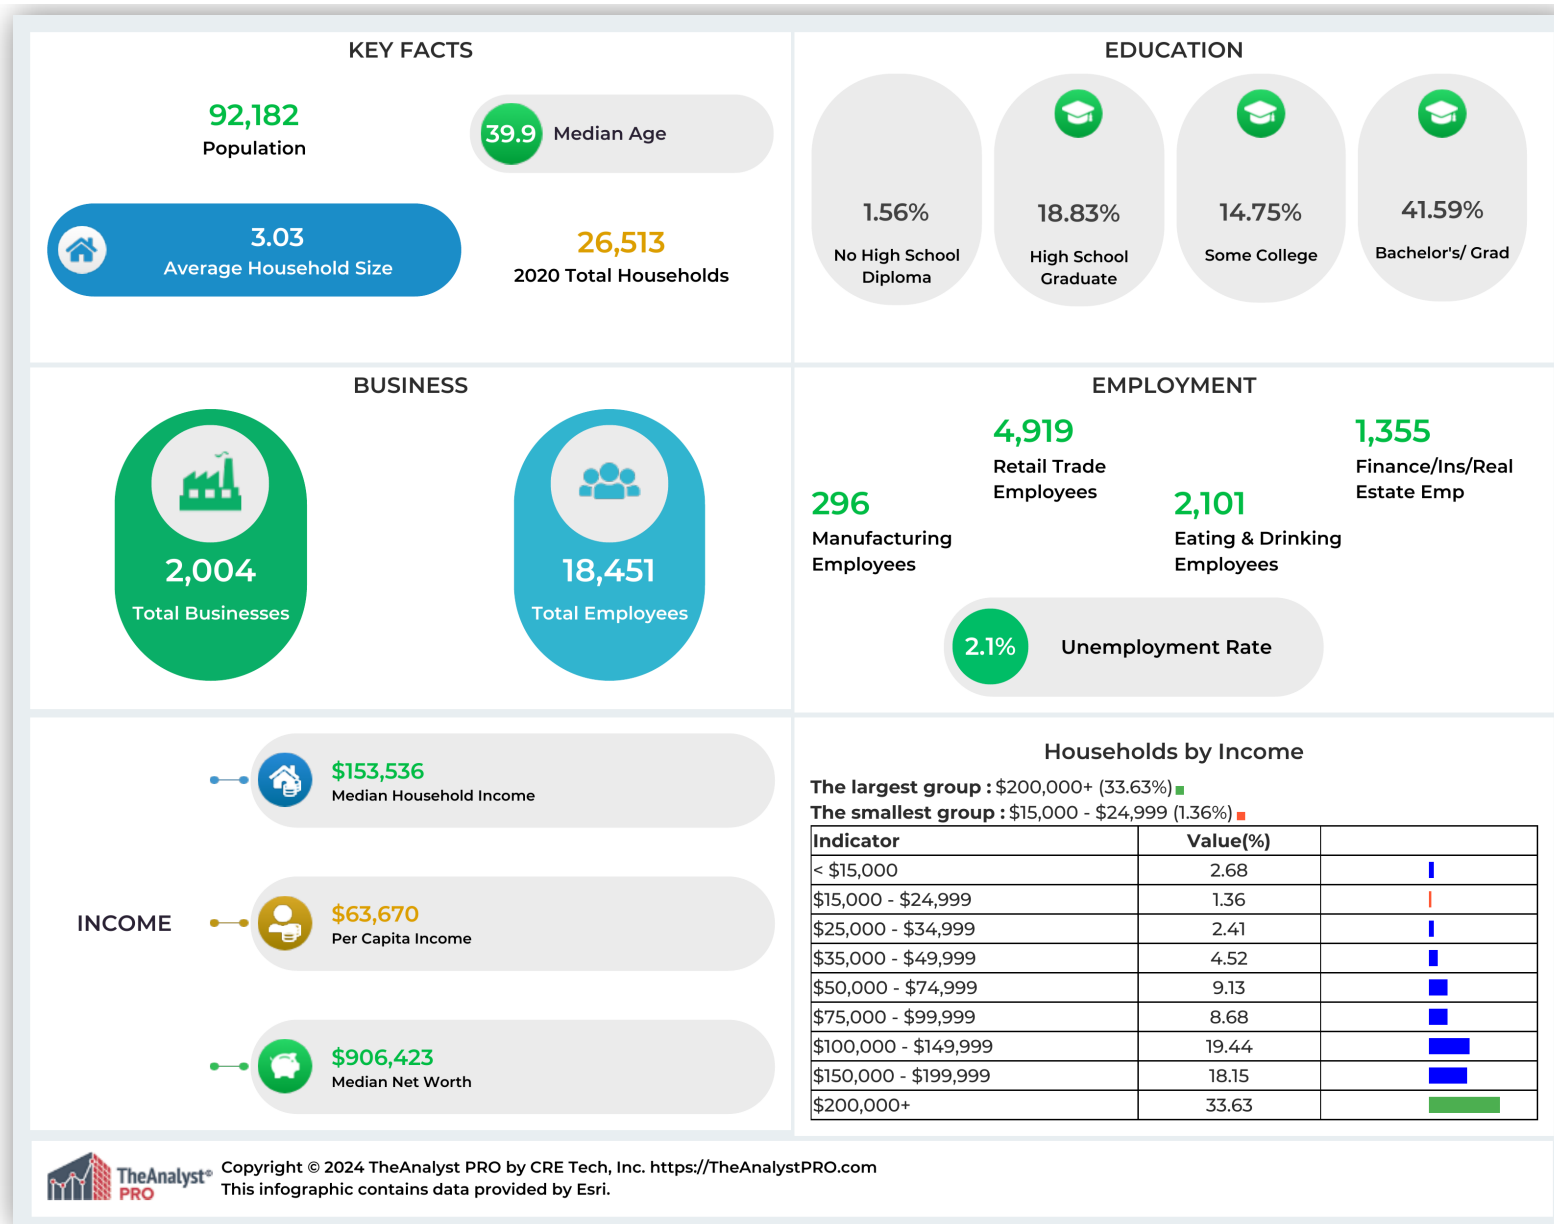 KEY FACTS
92,182
Population
39.9 Median Age
3.03
Average Household Size
26,513
2020 Total Households
EDUCATION
1.56%
No High School
Diploma
18.83%
High School
Graduate
14.75%
Some College
41.59%
Bachelor's/ Grad
BUSINESS
2,004
Total Businesses
18,451
Total Employees
EMPLOYMENT
296
Manufacturing
Employees
4,919
Retail Trade
Employees
2,101
Eating & Drinking
Employees
1,355
Finance/Ins/Real
Estate Emp
2.1% Unemployment Rate
INCOME
$153,536
Median Household Income
$63,670
Per Capita Income
$906,423
Median Net Worth
Households by Income
The largest group : $200,000+ (33.63%)
The smallest group : $15,000 - $24,999 (1.36%)
Indicator Value(%)
< $15,000 2.68
$15,000 - $24,999 1.36
$25,000 - $34,999 2.41
$35,000 - $49,999 4.52
$50,000 - $74,999 9.13
$75,000 - $99,999 8.68
$100,000 - $149,999 19.44
$150,000 - $199,999 18.15
$200,000+ 33.63
TheAnalyst©
PRO
Copyright © 2024 TheAnalyst PRO by CRE Tech, Inc. https://TheAnalystPRO.com
This infographic contains data provided by Esri.